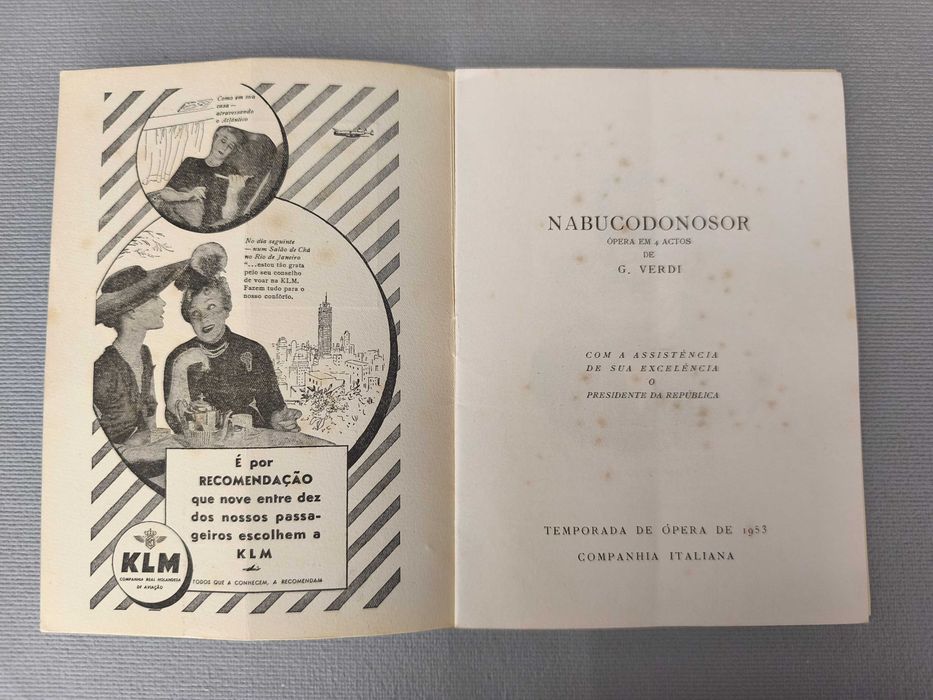 Como em sua
casa —
atravessando
o Atlântico
No dia seguinte
— num Salão de Chá
no Rio de Janeiro
"...estou tão grata
pelo seu conselho
de voar na KLM.
Fazem tudo para o
nosso confôrio.
É por
RECOMENDAÇÃO
que nove entre dez
dos nossos passa-
geiros escolhem a
KLM
TODOS QUE A CONHECEM, A RECOMENDAM
KLM
COMPANHIA REAL HOLANDESA
DE AVIAÇÃO
NABUCODONOSOR
ÓPERA EM 4 ACTOS
DE
G. VERDI
COM A ASSISTÊNCIA
DE SUA EXCELÊNCIA
O
PRESIDENTE DA REPÚBLICA
TEMPORADA DE ÓPERA DE 1953
COMPANHIA ITALIANA